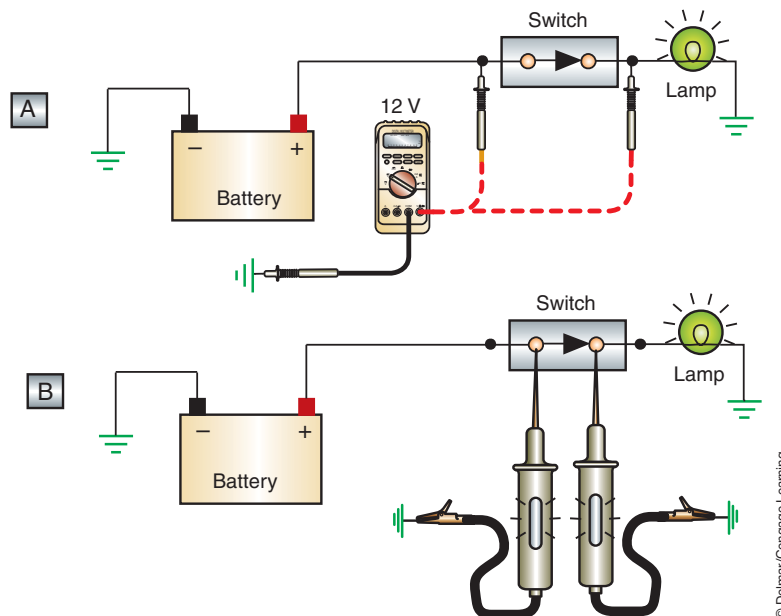 Switch
A
12 V
Lamp
−
+
Battery
Switch
B
Lamp
−
+
Battery
© Delmar/Cengage Learning